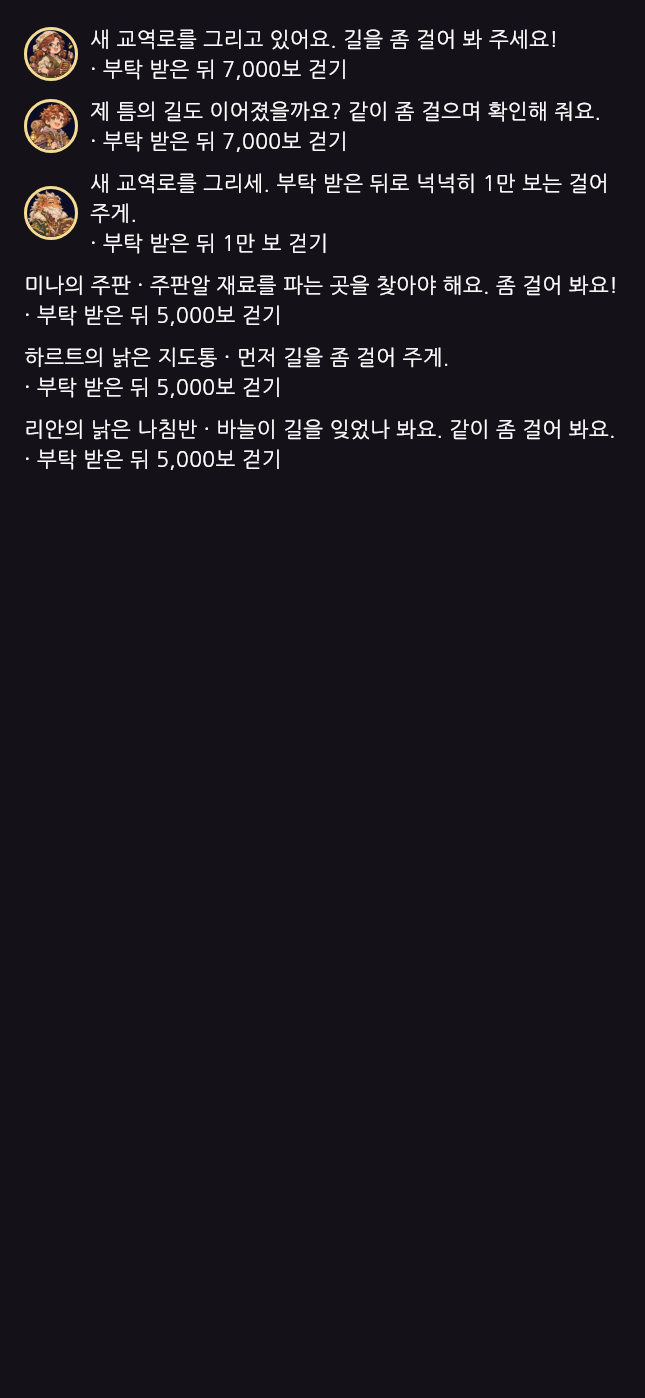 새 교역로를 그리고 있어요. 길을 좀 걸어 봐 주세요!
· 부탁 받은 뒤 7,000보 걷기
제 틈의 길도 이어졌을까요? 같이 좀 걸으며 확인해 줘요.
· 부탁 받은 뒤 7,000보 걷기
새 교역로를 그리세. 부탁 받은 뒤로 넉넉히 1만 보는 걸어
주게.
· 부탁 받은 뒤 1만 보 걷기
미나의 주판 · 주판알 재료를 파는 곳을 찾아야 해요. 좀 걸어 봐요!
· 부탁 받은 뒤 5,000보 걷기
하르트의 낡은 지도통 · 먼저 길을 좀 걸어 주게.
· 부탁 받은 뒤 5,000보 걷기
리안의 낡은 나침반 · 바늘이 길을 잊었나 봐요. 같이 좀 걸어 봐요.
· 부탁 받은 뒤 5,000보 걷기